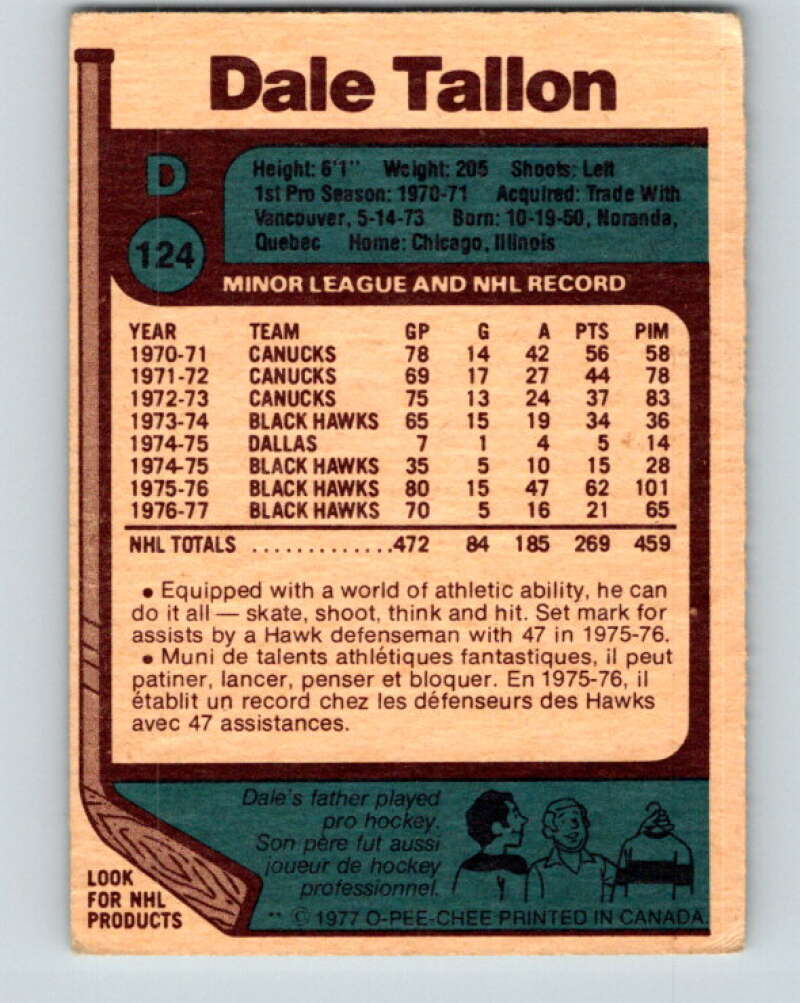 Dale Tallon
D
124
Height: 6'1" Weight: 205 Shoots: Left
1st Pro Season: 1970-71 Acquired: Trade With
Vancouver, 5-14-73 Born: 10-19-50, Noranda,
Quebec Home: Chicago, Illinois
MINOR LEAGUE AND NHL RECORD
YEAR TEAM GP G A PTS PIM
1970-71 CANUCKS 78 14 42 56 58
1971-72 CANUCKS 69 17 27 44 78
1972-73 CANUCKS 75 13 24 37 83
1973-74 BLACK HAWKS 65 15 19 34 36
1974-75 DALLAS 7 1 4 5 14
1974-75 BLACK HAWKS 35 5 10 15 28
1975-76 BLACK HAWKS 80 15 47 62 101
1976-77 BLACK HAWKS 70 5 16 21 65
NHL TOTALS .............472 84 185 269 459
• Equipped with a world of athletic ability, he can
do it all — skate, shoot, think and hit. Set mark for
assists by a Hawk defenseman with 47 in 1975-76.
• Muni de talents athlétiques fantastiques, il peut
patiner, lancer, penser et bloquer. En 1975-76, il
établit un record chez les défenseurs des Hawks
avec 47 assistances.
Dale's father played
pro hockey.
Son père fut aussi
joueur de hockey
professionnel.
LOOK
FOR NHL
PRODUCTS
** © 1977 O-PEE-CHEE PRINTED IN CANADA.